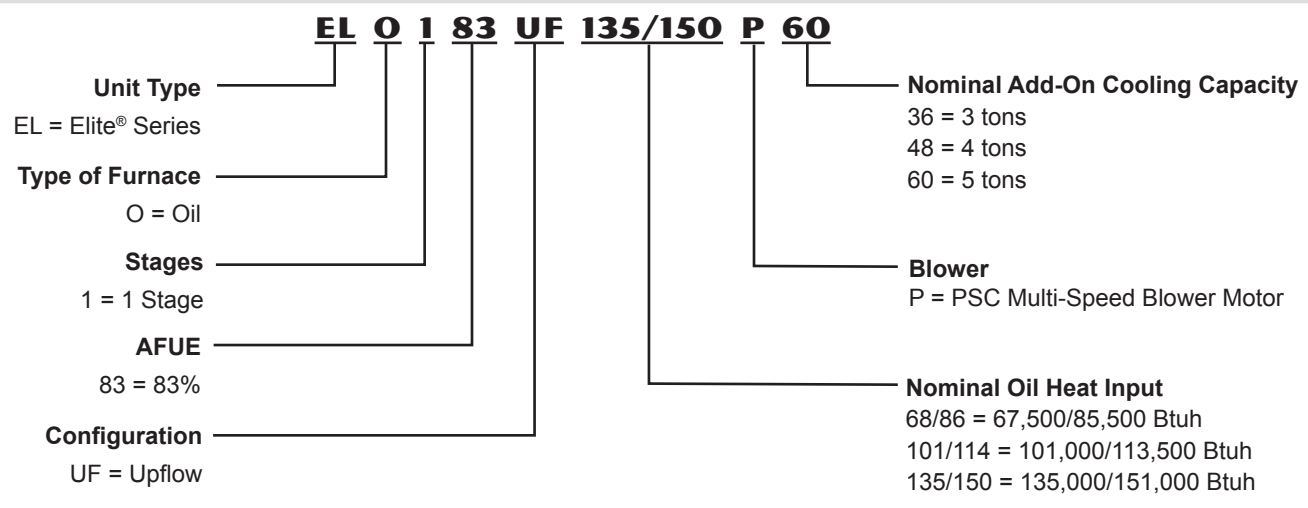 EL O 1 83 UF 135/150 P 60
Unit Type
EL = Elite® Series
Type of Furnace
O = Oil
Stages
1 = 1 Stage
AFUE
83 = 83%
Configuration
UF = Upflow
Nominal Add-On Cooling Capacity
36 = 3 tons
48 = 4 tons
60 = 5 tons
Blower
P = PSC Multi-Speed Blower Motor
Nominal Oil Heat Input
68/86 = 67,500/85,500 Btuh
101/114 = 101,000/113,500 Btuh
135/150 = 135,000/151,000 Btuh